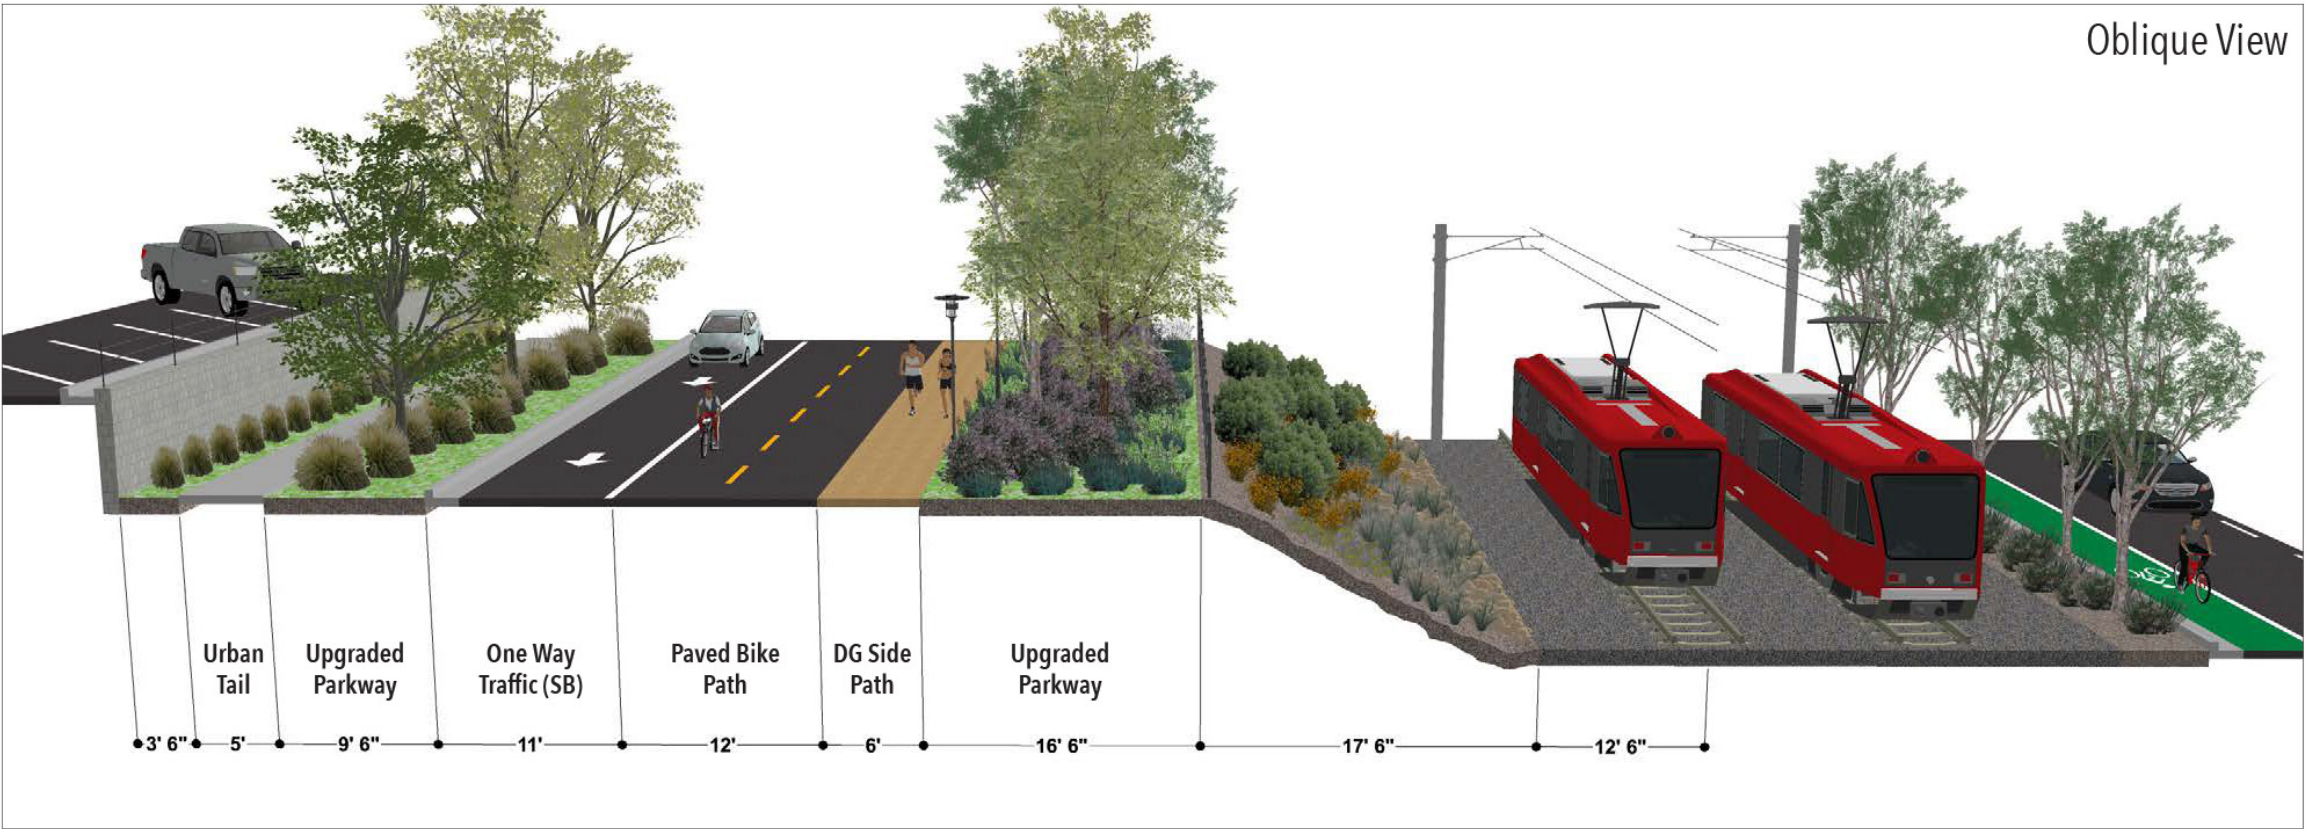 Oblique View
Urban
Tail
Upgraded
Parkway
One Way
Traffic (SB)
Paved Bike
Path
DG Side
Path
Upgraded
Parkway
3' 6" 5' 9' 6" 11' 12' 6' 16' 6" 17' 6" 12' 6"